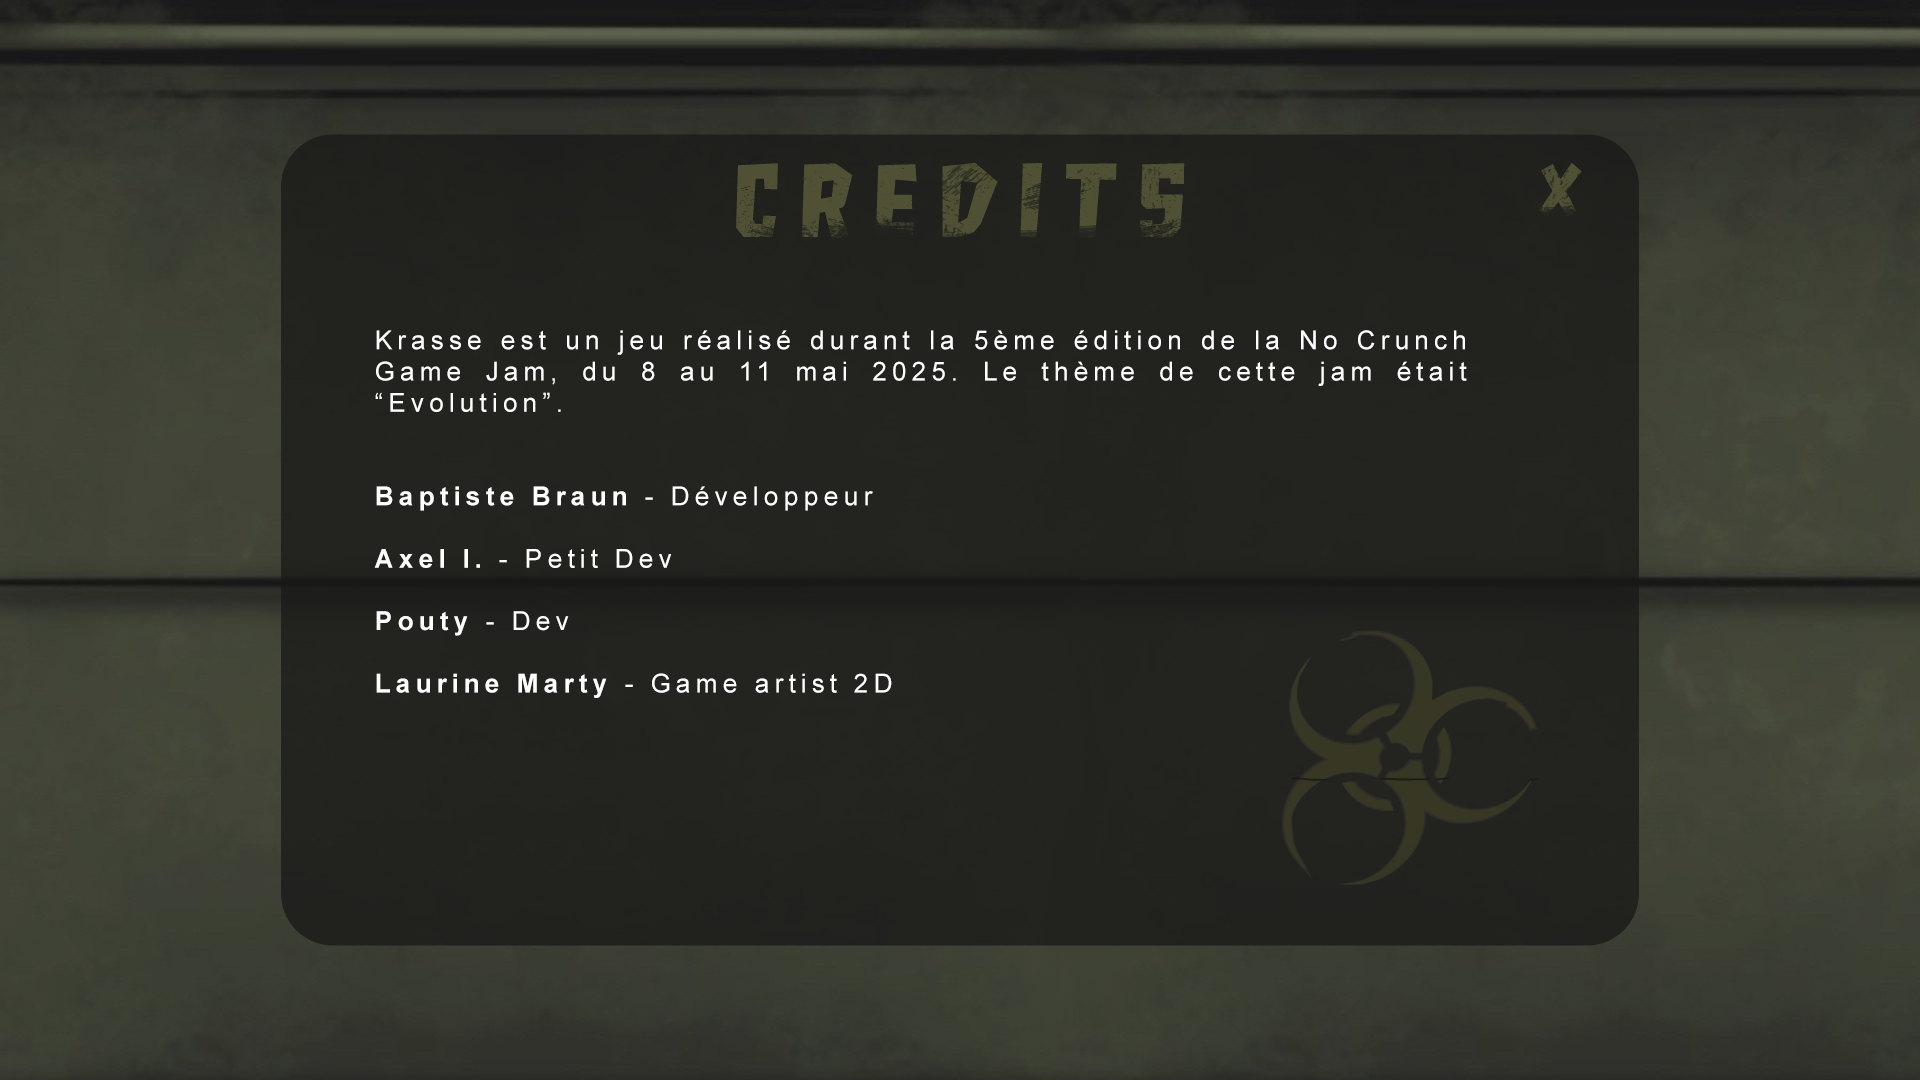 CREDITS
X
Krasse est un jeu réalisé durant la 5ème édition de la No Crunch
Game Jam, du 8 au 11 mai 2025. Le thème de cette jam était
“Evolution”.
Baptiste Braun - Développeur
Axel I. - Petit Dev
Pouty - Dev
Laurine Marty - Game artist 2D